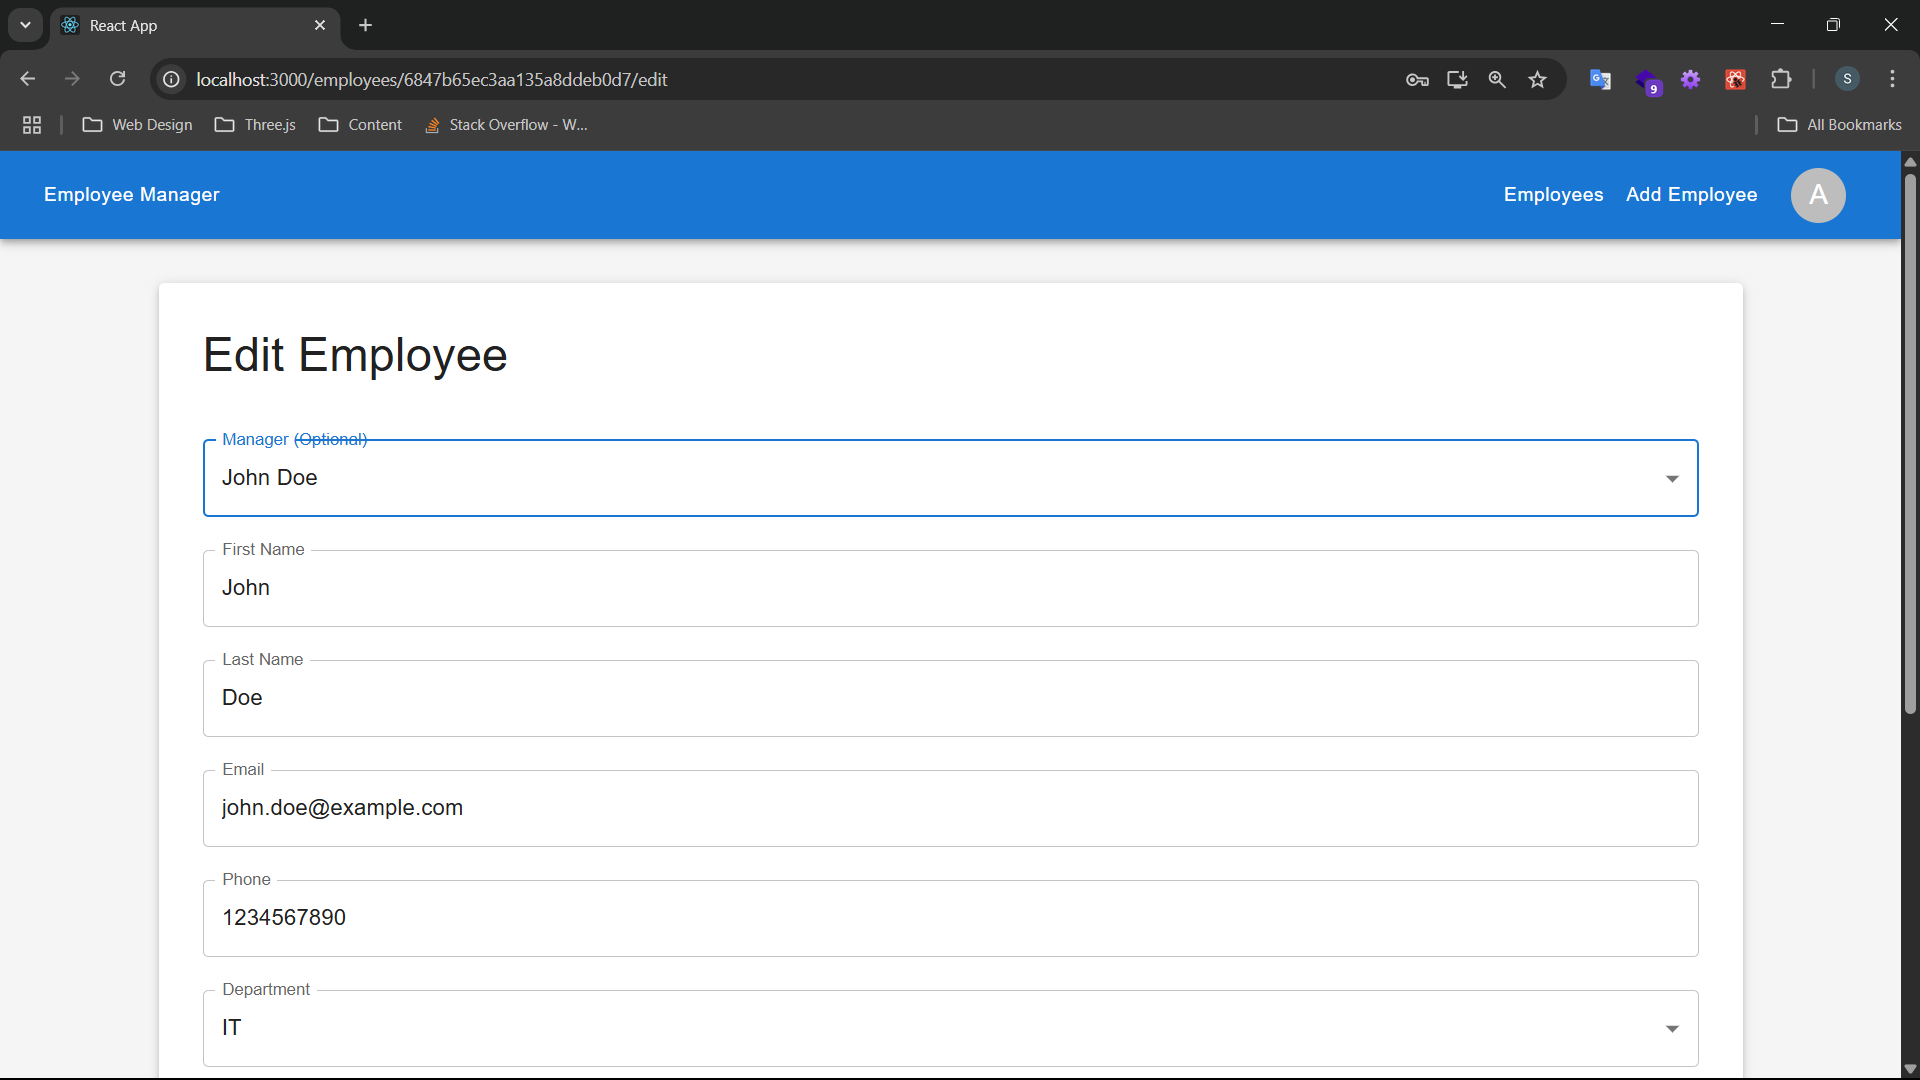 React App
localhost:3000/employees/6847b65ec3aa135a8ddeb0d7/edit
9
S
Web Design
Three.js
Content
Stack Overflow - W...
All Bookmarks
Employee Manager
Employees
Add Employee
A
Edit Employee
Manager (Optional)
John Doe
First Name
John
Last Name
Doe
Email
john.doe@example.com
Phone
1234567890
Department
IT